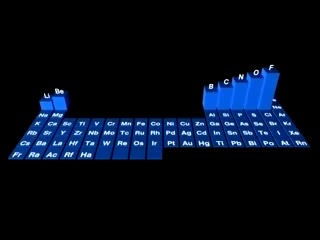 Li Be B C N O F
Na Mg Al Si P S Cl Ar
K Ca Sc Ti V Cr Mn Fe Co Ni Cu Zn Ga Ge As Se Br Kr
Rb Sr Y Zr Nb Mo Tc Ru Rh Pd Ag Cd In Sn Sb Te I Xe
Cs Ba La Hf Ta W Re Os Ir Pt Au Hg Tl Pb Bi Po At Rn
Fr Ra Ac Rf Ha